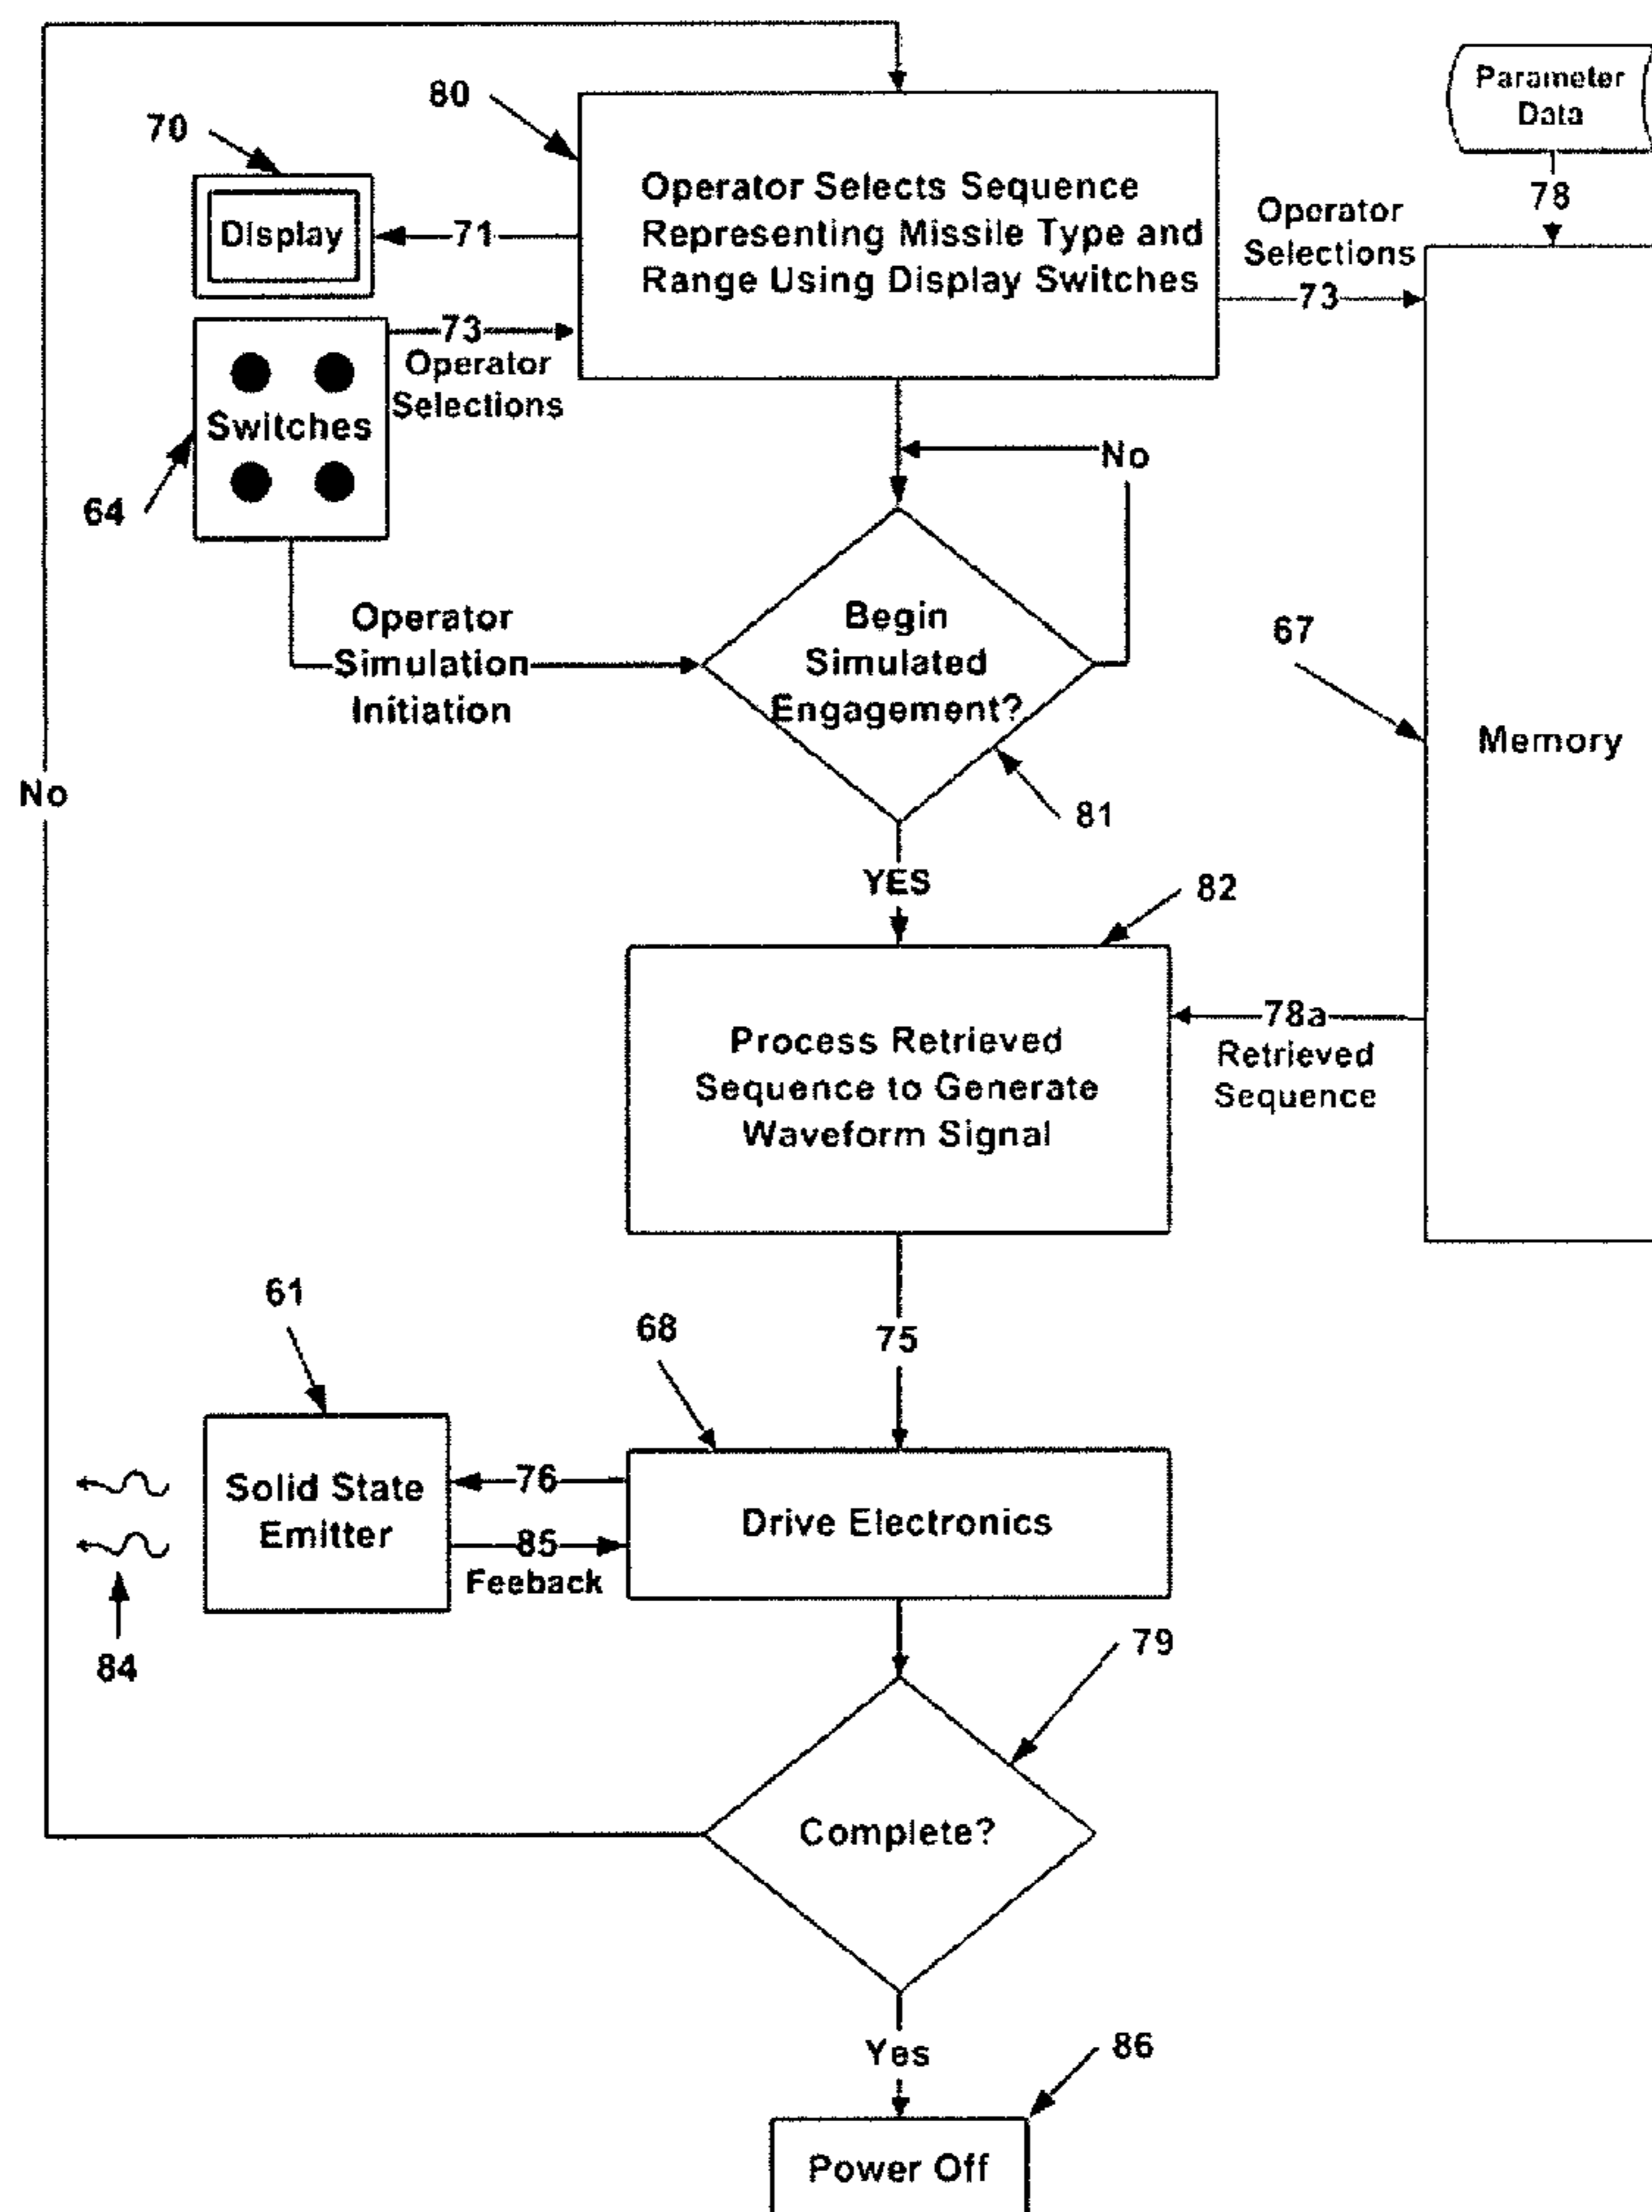 80
70
Parameter
Data
78
Operator Selects Sequence
Representing Missile Type and
Range Using Display Switches
Display
71
Operator
Selections
73
73
Operator
Selections
Switches
64
No
Operator
Simulation
Initiation
Begin
Simulated
Engagement?
67
Memory
No
81
YES
82
Process Retrieved
Sequence to Generate
Waveform Signal
78a
Retrieved
Sequence
61
68
75
Solid State
Emitter
76
85
Feeback
Drive Electronics
84
79
Complete?
Yes
86
Power Off